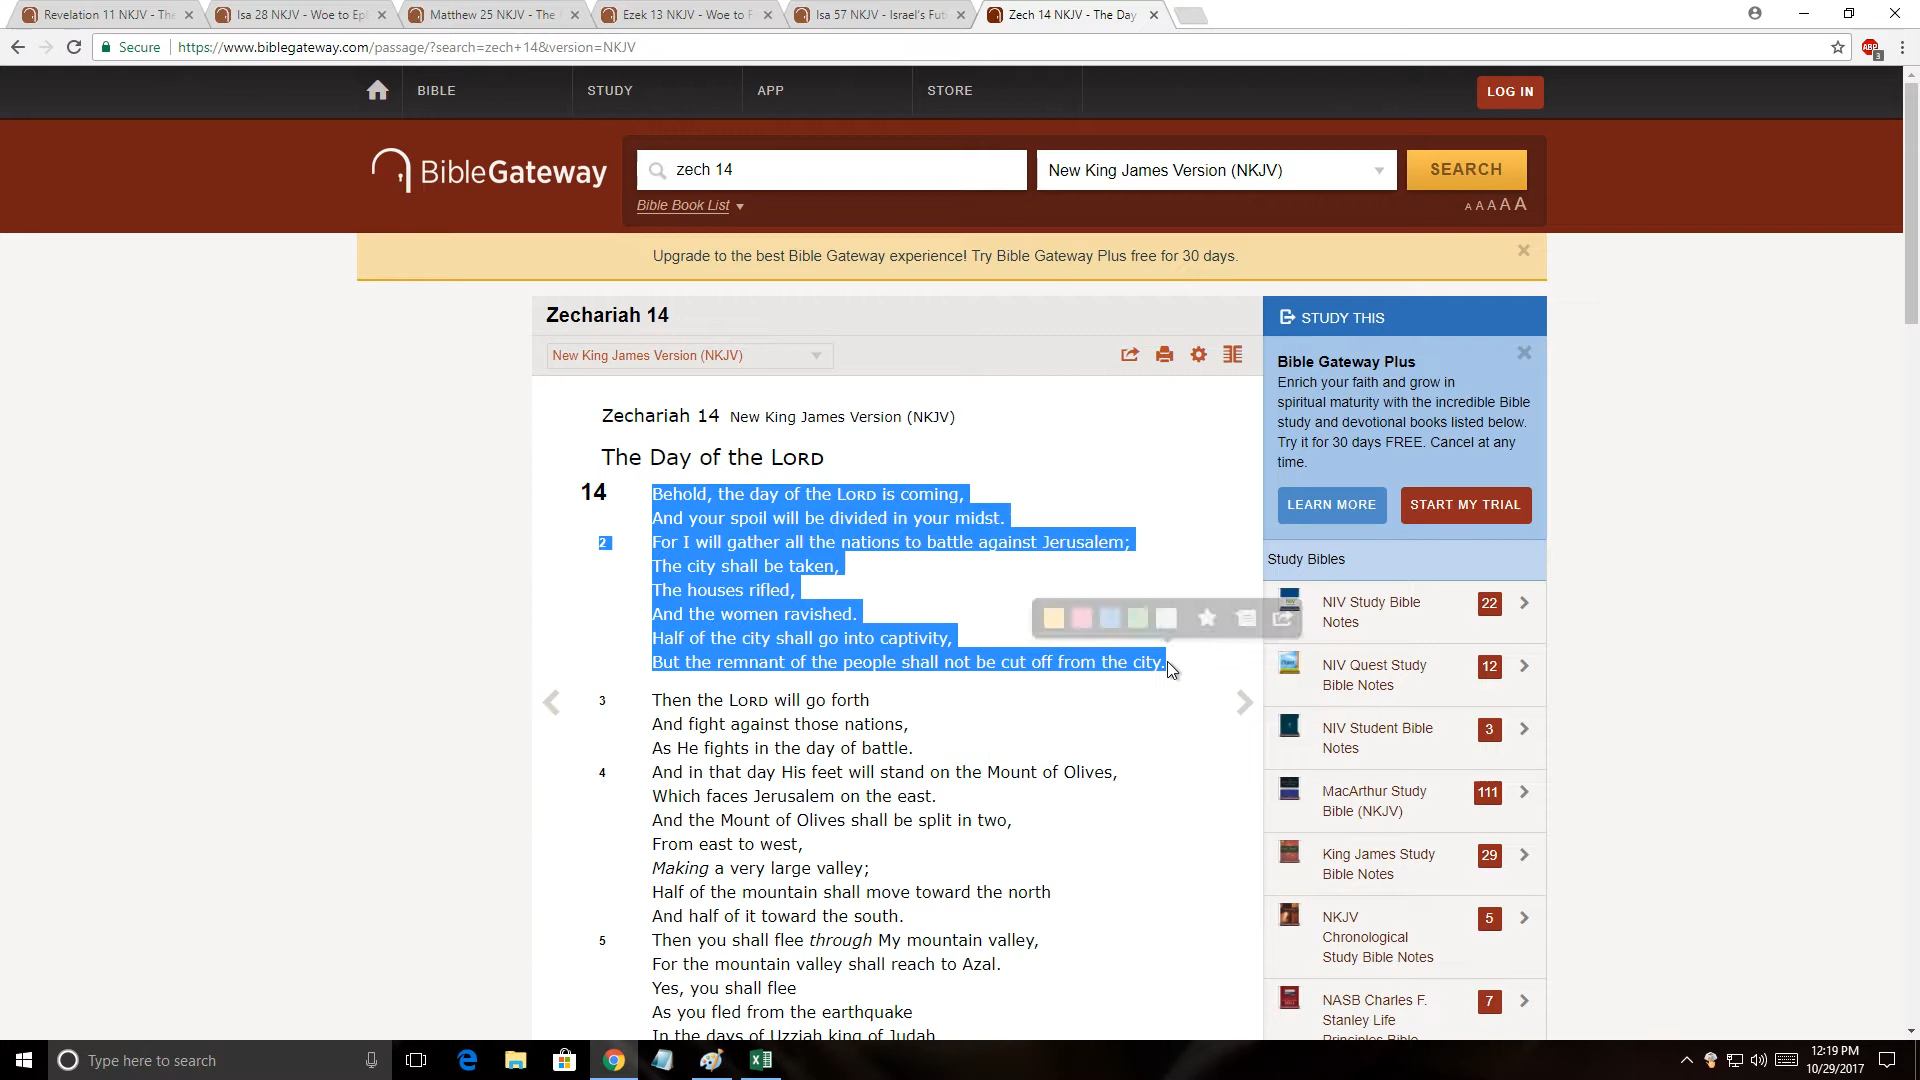 Revelation 11 NKJV - The
Isa 28 NKJV - Woe to Ep
Matthew 25 NKJV - The
Ezek 13 NKJV - Woe to F
Isa 57 NKJV - Israel's Fut
Zech 14 NKJV - The Day
Secure
https://www.biblegateway.com/passage/?search=zech+14&version=NKJV
ABP
3
BIBLE
STUDY
APP
STORE
LOG IN
BibleGateway
zech 14
New King James Version (NKJV)
SEARCH
Bible Book List
A A A A A
Upgrade to the best Bible Gateway experience! Try Bible Gateway Plus free for 30 days.
Zechariah 14
New King James Version (NKJV)
Zechariah 14 New King James Version (NKJV)
The Day of the LORD
14 Behold, the day of the LORD is coming,
And your spoil will be divided in your midst.
2 For I will gather all the nations to battle against Jerusalem;
The city shall be taken,
The houses rifled,
And the women ravished.
Half of the city shall go into captivity,
But the remnant of the people shall not be cut off from the city.
3 Then the LORD will go forth
And fight against those nations,
As He fights in the day of battle.
4 And in that day His feet will stand on the Mount of Olives,
Which faces Jerusalem on the east.
And the Mount of Olives shall be split in two,
From east to west,
Making a very large valley;
Half of the mountain shall move toward the north
And half of it toward the south.
5 Then you shall flee through My mountain valley,
For the mountain valley shall reach to Azal.
Yes, you shall flee
As you fled from the earthquake
In the days of Uzziah king of Judah
STUDY THIS
Bible Gateway Plus
Enrich your faith and grow in
spiritual maturity with the incredible Bible
study and devotional books listed below.
Try it for 30 days FREE. Cancel at any
time.
LEARN MORE
START MY TRIAL
Study Bibles
NIV Study Bible
Notes
22
NIV Quest Study
Bible Notes
12
NIV Student Bible
Notes
3
MacArthur Study
Bible (NKJV)
111
King James Study
Bible Notes
29
NKJV
Chronological
Study Bible Notes
5
NASB Charles F.
Stanley Life
Principles Bible
7
Type here to search
12:19 PM
10/29/2017